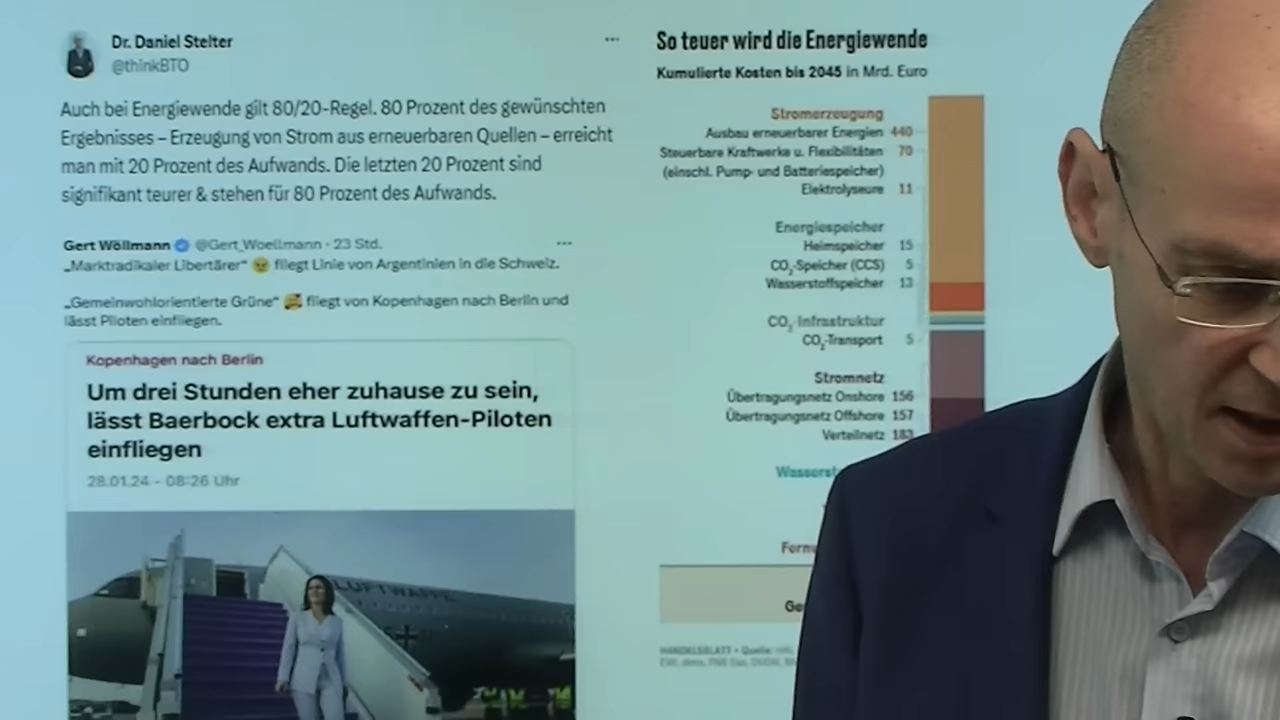 Dr. Daniel Stelter
@thinkBTO
Auch bei Energiewende gilt 80/20-Regel. 80 Prozent des gewünschten
Ergebnisses – Erzeugung von Strom aus erneuerbaren Quellen – erreicht
man mit 20 Prozent des Aufwands. Die letzten 20 Prozent sind
signifikant teurer & stehen für 80 Prozent des Aufwands.
Gert Wöllmann @Gert_Woellmann · 23 Std.
„Marktradikaler Libertärer“ fliegt Linie von Argentinien in die Schweiz.
„Gemeinwohlorientierte Grüne“ fliegt von Kopenhagen nach Berlin und
lässt Piloten einfliegen.
Kopenhagen nach Berlin
Um drei Stunden eher zuhause zu sein,
lässt Baerbock extra Luftwaffen-Piloten
einfliegen
28.01.24 - 08:26 Uhr
LUFTWAFFE
So teuer wird die Energiewende
Kumulierte Kosten bis 2045 in Mrd. Euro
Stromerzeugung
Ausbau erneuerbarer Energien 440
Steuerbare Kraftwerke u. Flexibilitäten 70
(einschl. Pump- und Batteriespeicher)
Elektrolyseure 11
Energiespeicher
Heimspeicher 15
CO₂-Speicher (CCS) 5
Wasserstoffspeicher 13
CO₂-Infrastruktur
CO₂-Transport 5
Stromnetz
Übertragungsnetz Onshore 156
Übertragungsnetz Offshore 157
Verteilnetz 183
HANDELSBLATT • Quelle: